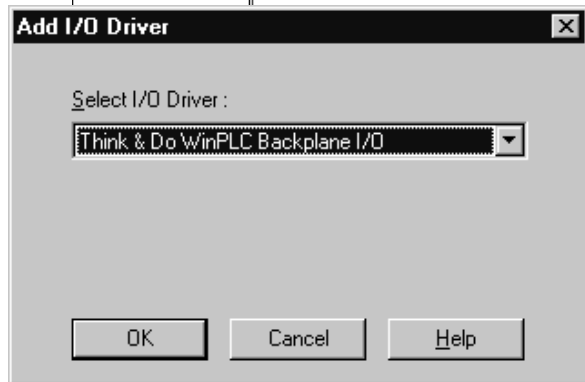 Add I/O Driver
Select I/O Driver :
Think & Do WinPLC Backplane I/O
OK Cancel Help